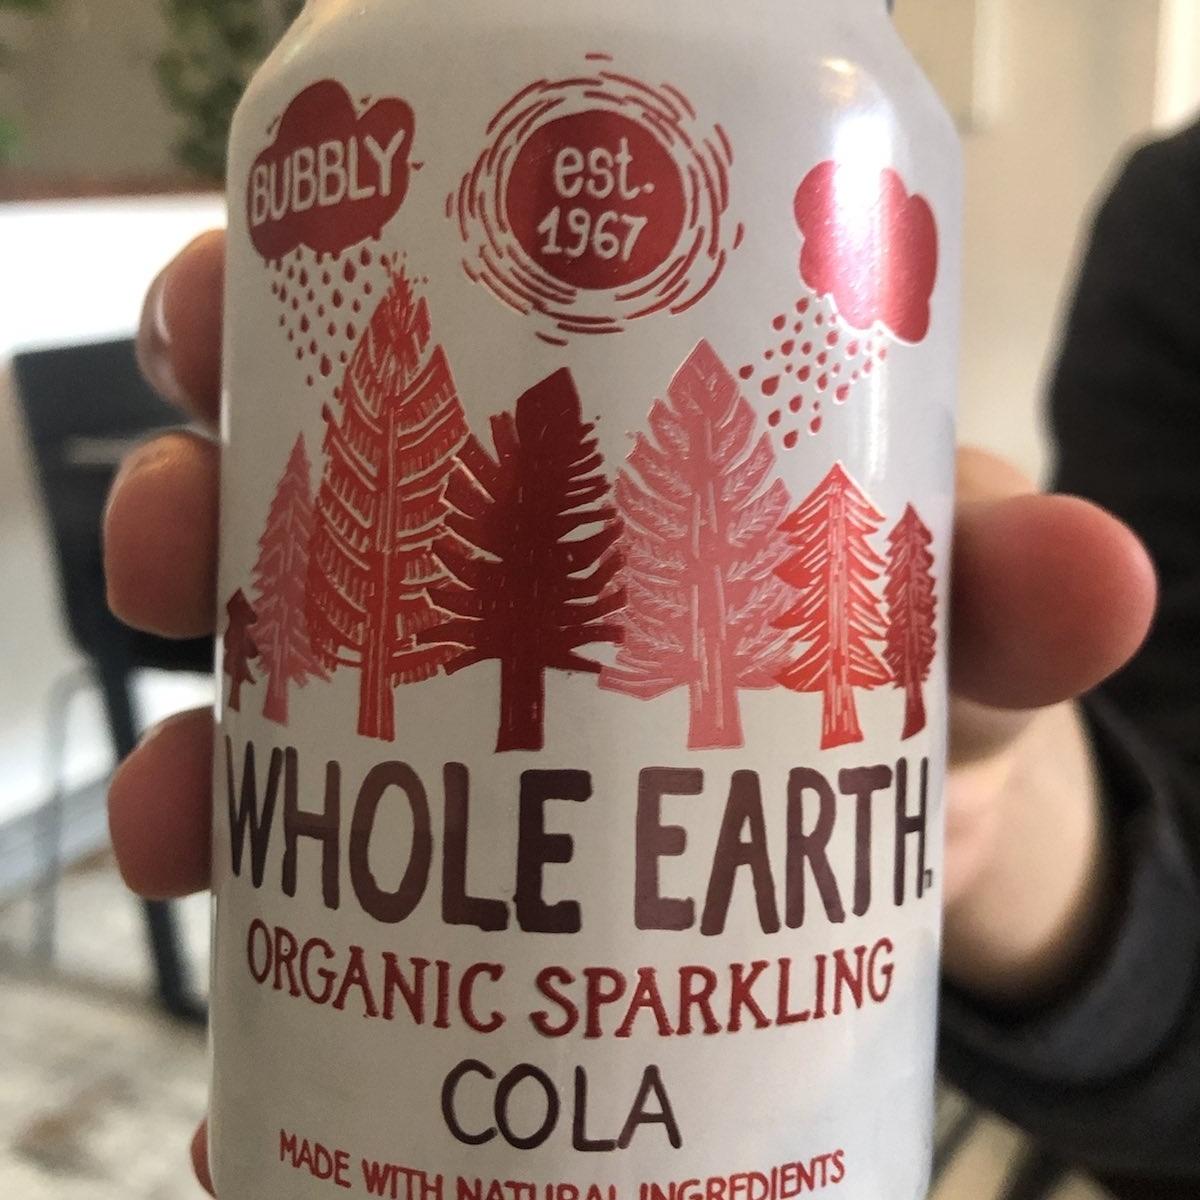 BUBBLY
est.
1967
WHOLE EARTH
ORGANIC SPARKLING
COLA
MADE WITH NATURAL INGREDIENTS